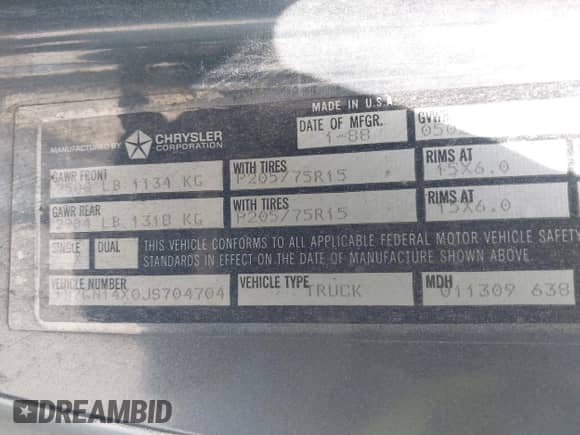 MADE IN U.S.A.
MANUFACTURED BY CHRYSLER CORPORATION
DATE OF MFGR. GVWR
1-88 050
GAWR FRONT WITH TIRES RIMS AT
LB 1134 KG P205/75R15 15X6.0
GAWR REAR WITH TIRES RIMS AT
LB 1318 KG P205/75R15 15X6.0
SINGLE DUAL
THIS VEHICLE CONFORMS TO ALL APPLICABLE FEDERAL MOTOR VEHICLE SAFETY
STANDARDS IN EFFECT ON THE DATE OF MANUFACTURE SHOWN ABOVE.
VEHICLE NUMBER VEHICLE TYPE MDH
TRUCK 011309 638
DREAMBID